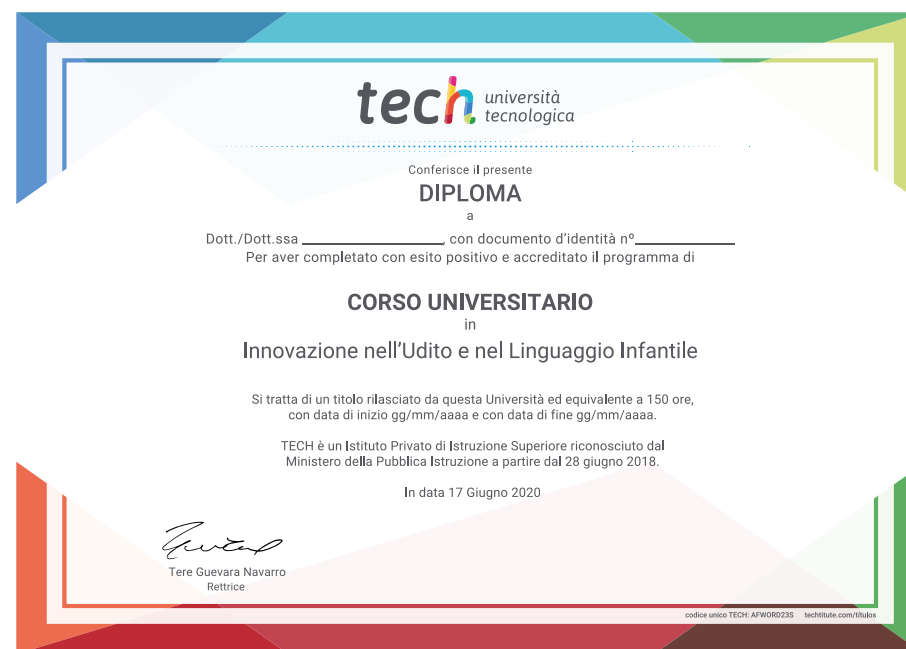 tech università
tecnologica
Conferisce il presente
DIPLOMA
a
Dott./Dott.ssa ____________________, con documento d'identità nº______________
Per aver completato con esito positivo e accreditato il programma di
CORSO UNIVERSITARIO
in
Innovazione nell'Udito e nel Linguaggio Infantile
Si tratta di un titolo rilasciato da questa Università ed equivalente a 150 ore,
con data di inizio gg/mm/aaaa e con data di fine gg/mm/aaaa.
TECH è un Istituto Privato di Istruzione Superiore riconosciuto dal
Ministero della Pubblica Istruzione a partire dal 28 giugno 2018.
In data 17 Giugno 2020
Tere Guevara Navarro
Rettrice
codice unico TECH: AFWORD23S techtitute.com/títulos